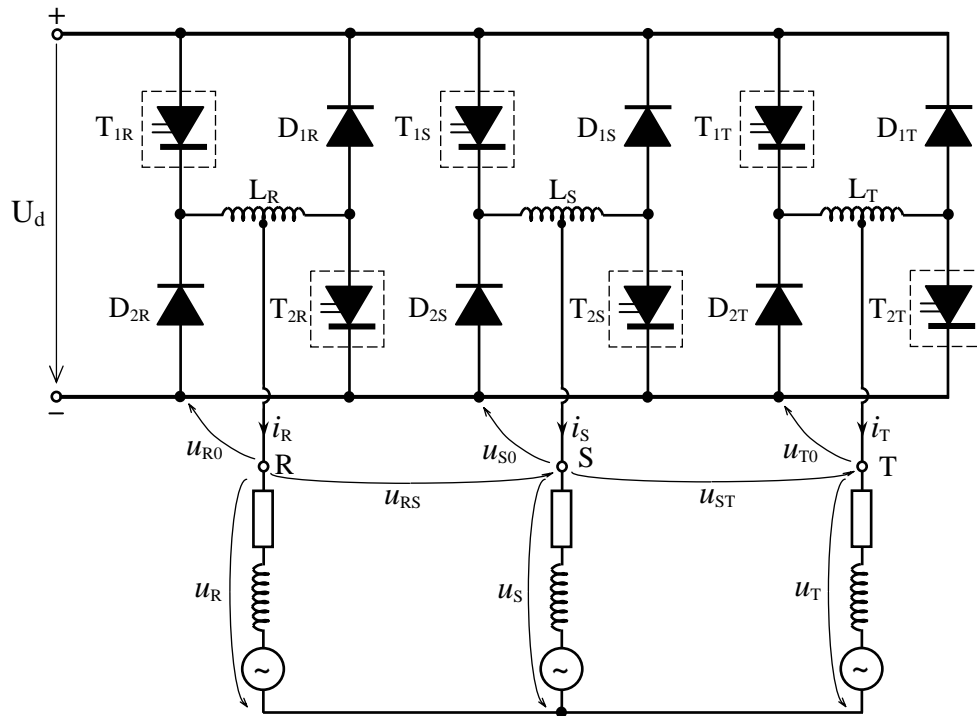 +
T1R D1R T1S D1S T1T D1T
LR LS LT
Ud
D2R T2R D2S T2S D2T T2T
−
uR0 iR uS0 iS uT0 iT
R S T
uRS uST
uR uS uT
~ ~ ~